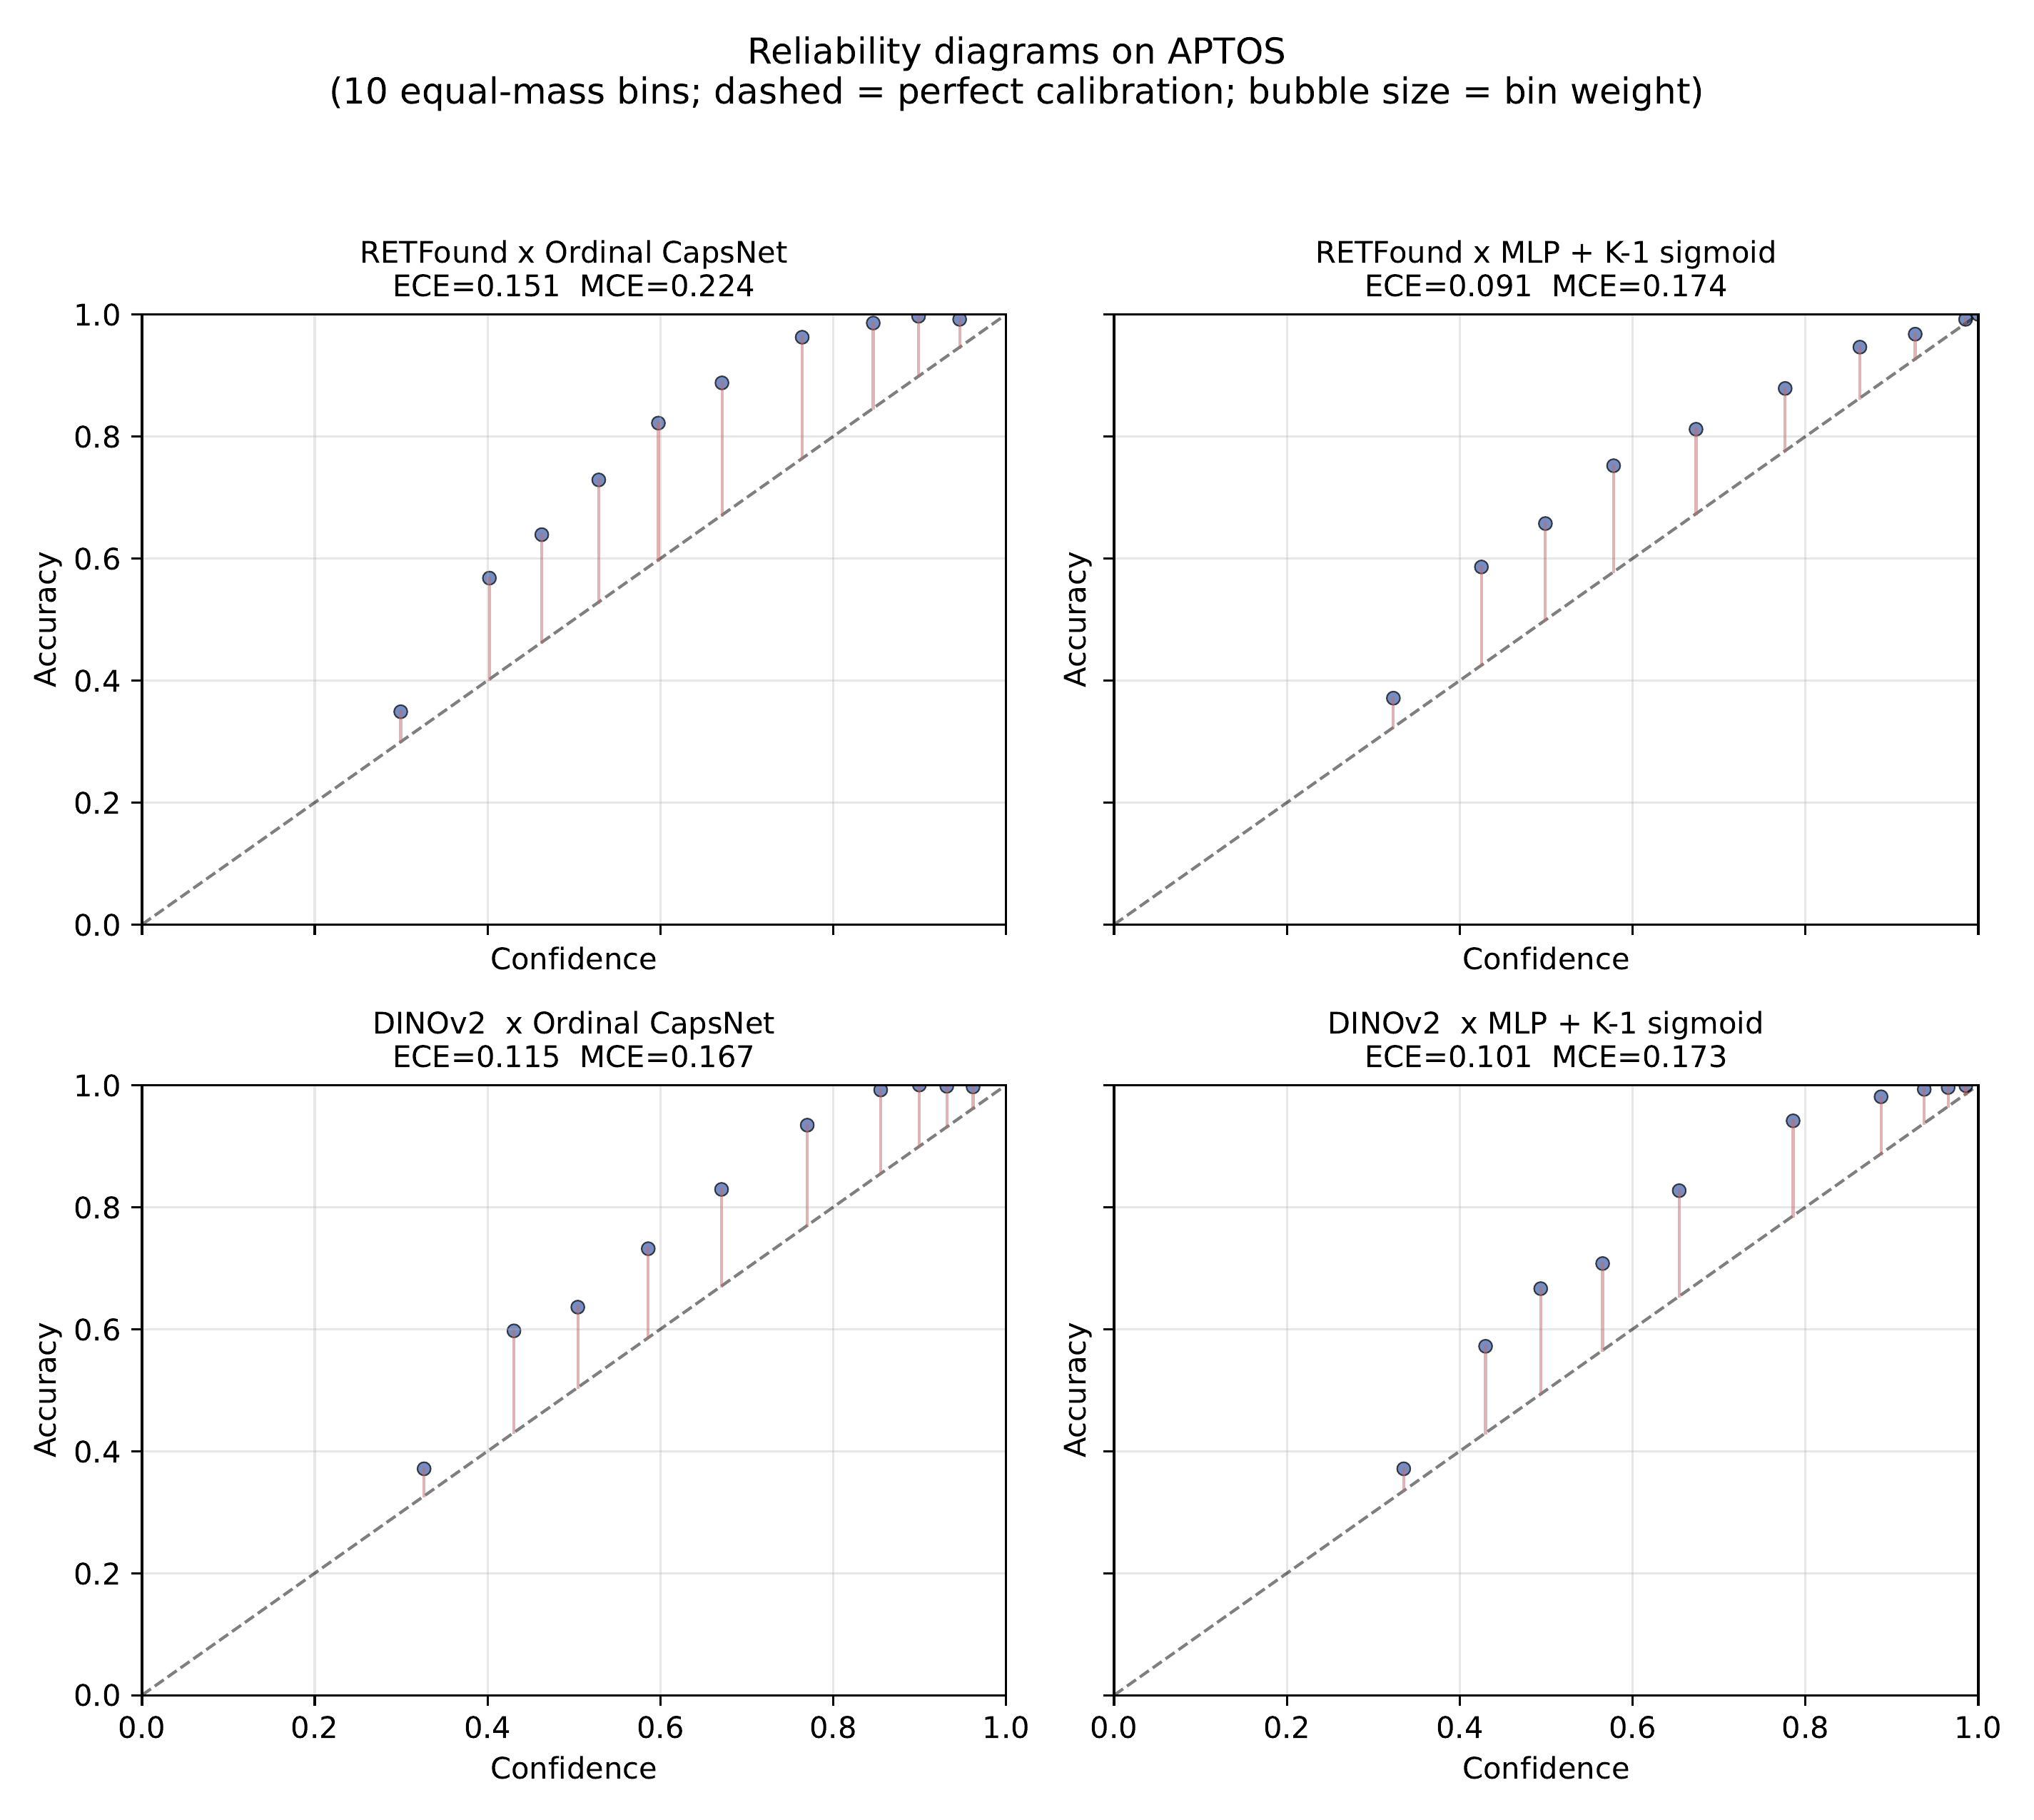 Reliability diagrams on APTOS
(10 equal-mass bins; dashed = perfect calibration; bubble size = bin weight)
RETFound x Ordinal CapsNet
ECE=0.151  MCE=0.224
1.0
0.8
0.6
0.4
0.2
0.0
Accuracy
Confidence
RETFound x MLP + K-1 sigmoid
ECE=0.091  MCE=0.174
Accuracy
Confidence
DINOv2  x Ordinal CapsNet
ECE=0.115  MCE=0.167
1.0
0.8
0.6
0.4
0.2
0.0
Accuracy
0.0 0.2 0.4 0.6 0.8 1.0
Confidence
DINOv2  x MLP + K-1 sigmoid
ECE=0.101  MCE=0.173
Accuracy
0.0 0.2 0.4 0.6 0.8 1.0
Confidence